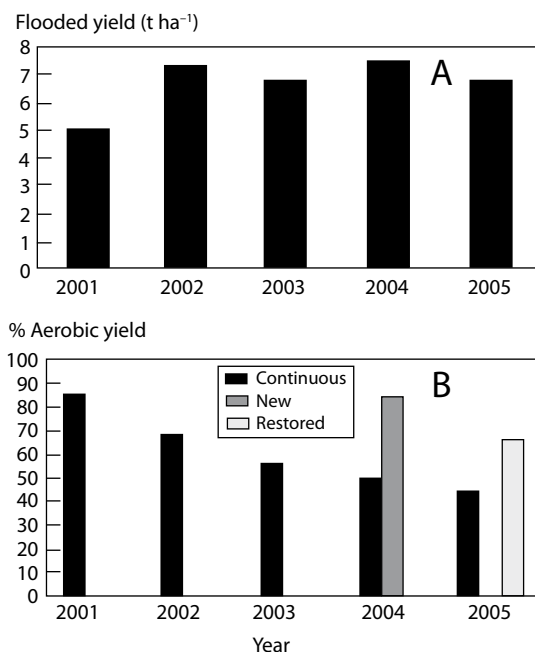 Flooded yield (t ha⁻¹)
8
7
6
5
4
3
2
1
0
A
2001 2002 2003 2004 2005
% Aerobic yield
100
90
80
70
60
50
40
30
20
10
0
Continuous
New
Restored
B
2001 2002 2003 2004 2005
Year